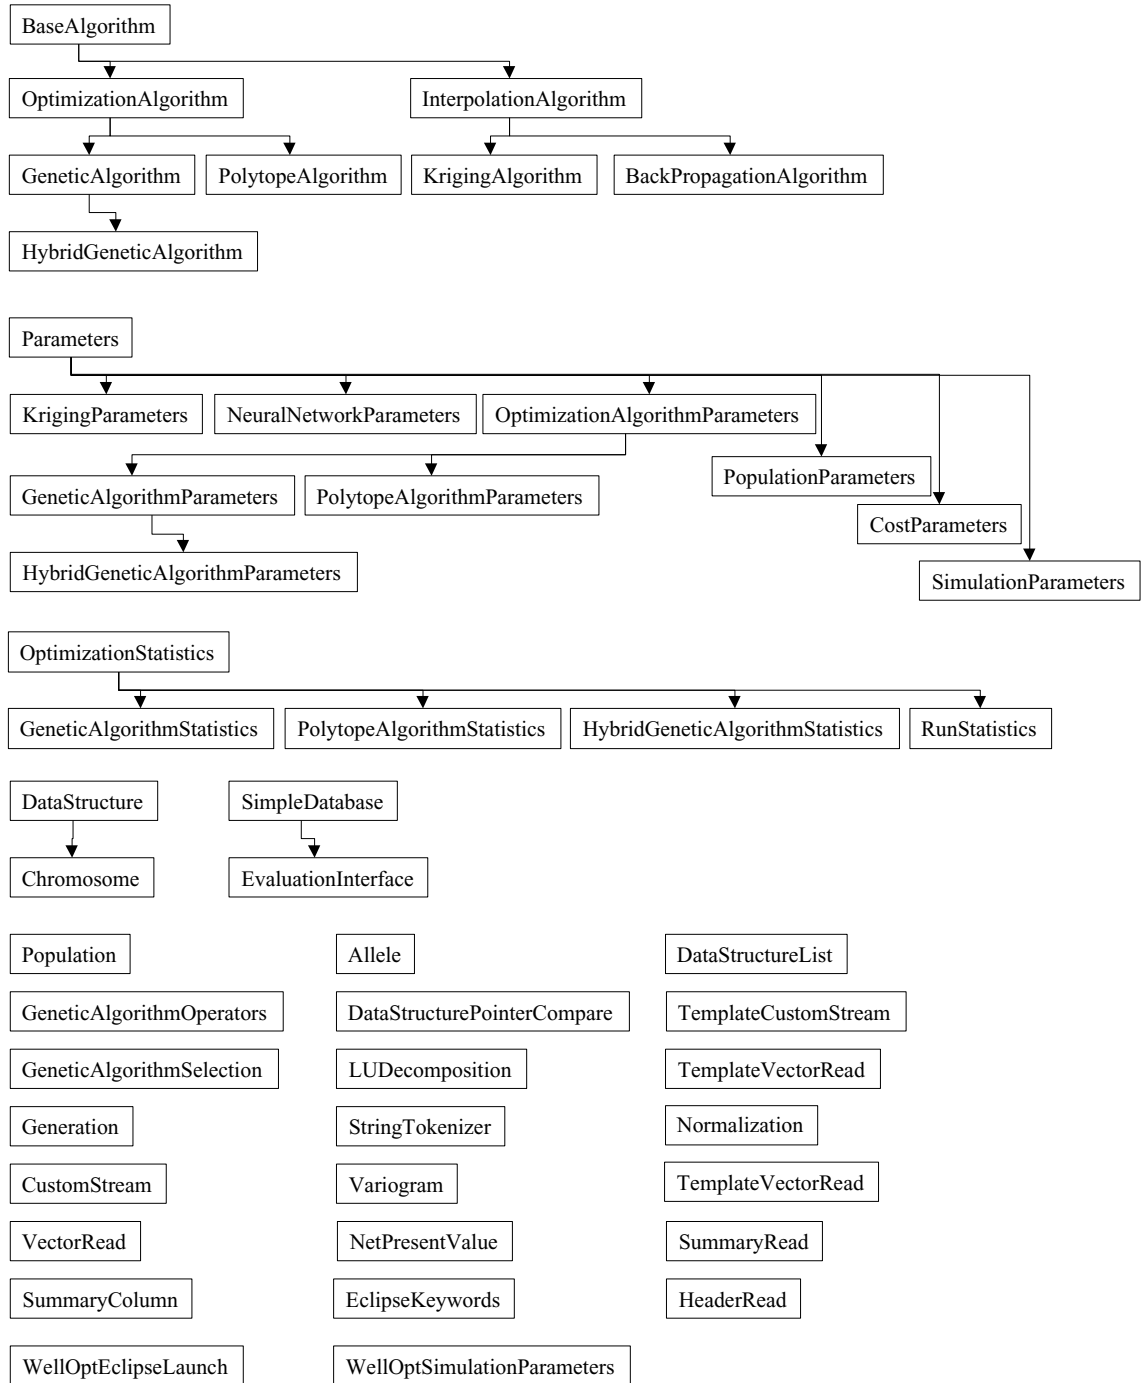 BaseAlgorithm
OptimizationAlgorithm
InterpolationAlgorithm
GeneticAlgorithm
PolytopeAlgorithm
KrigingAlgorithm
BackPropagationAlgorithm
HybridGeneticAlgorithm
Parameters
KrigingParameters
NeuralNetworkParameters
OptimizationAlgorithmParameters
PopulationParameters
GeneticAlgorithmParameters
PolytopeAlgorithmParameters
CostParameters
HybridGeneticAlgorithmParameters
SimulationParameters
OptimizationStatistics
GeneticAlgorithmStatistics
PolytopeAlgorithmStatistics
HybridGeneticAlgorithmStatistics
RunStatistics
DataStructure
SimpleDatabase
Chromosome
EvaluationInterface
Population
Allele
DataStructureList
GeneticAlgorithmOperators
DataStructurePointerCompare
TemplateCustomStream
GeneticAlgorithmSelection
LUDecomposition
TemplateVectorRead
Generation
StringTokenizer
Normalization
CustomStream
Variogram
TemplateVectorRead
VectorRead
NetPresentValue
SummaryRead
SummaryColumn
EclipseKeywords
HeaderRead
WellOptEclipseLaunch
WellOptSimulationParameters